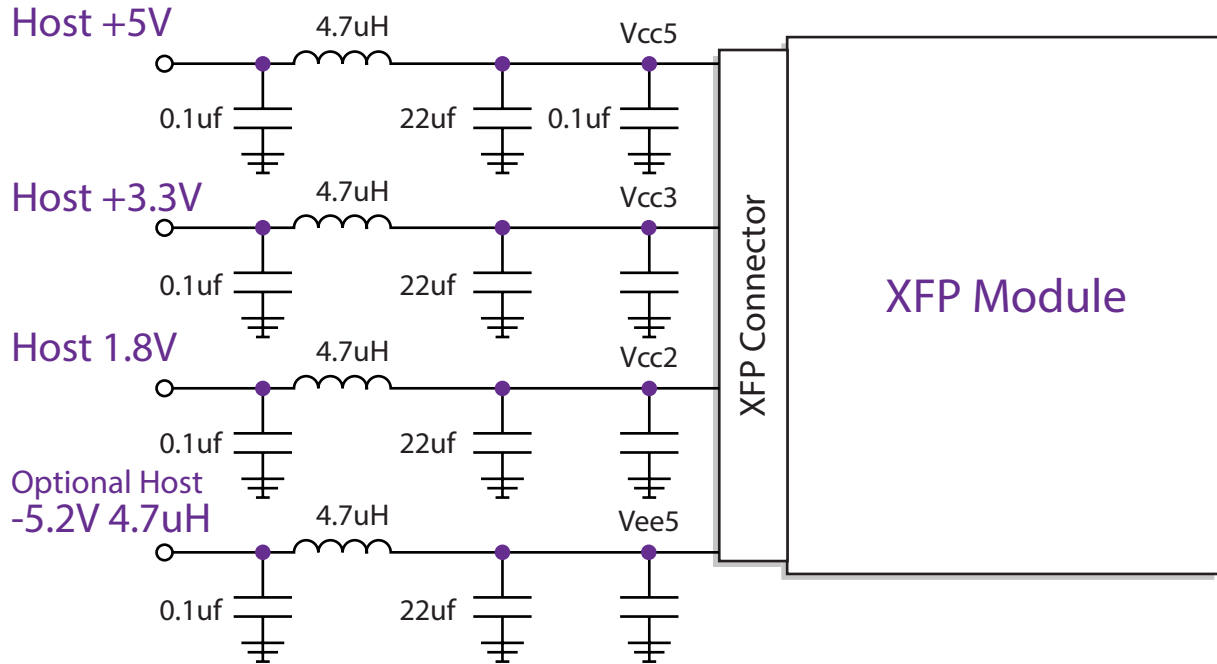 Host +5V
4.7uH
Vcc5
0.1uf
22uf
0.1uf
Host +3.3V
4.7uH
Vcc3
0.1uf
22uf
Host 1.8V
4.7uH
Vcc2
0.1uf
22uf
Optional Host
-5.2V 4.7uH
4.7uH
Vee5
0.1uf
22uf
XFP Connector
XFP Module